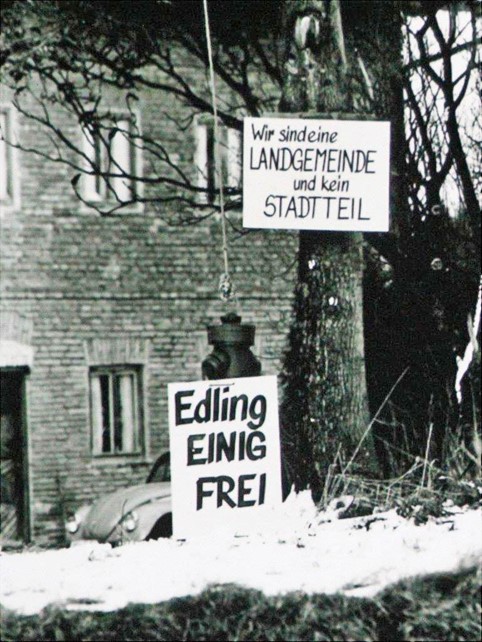 Wir sind eine
LANDGEMEINDE
und kein
STADTTEIL
Edling
EINIG
FREI